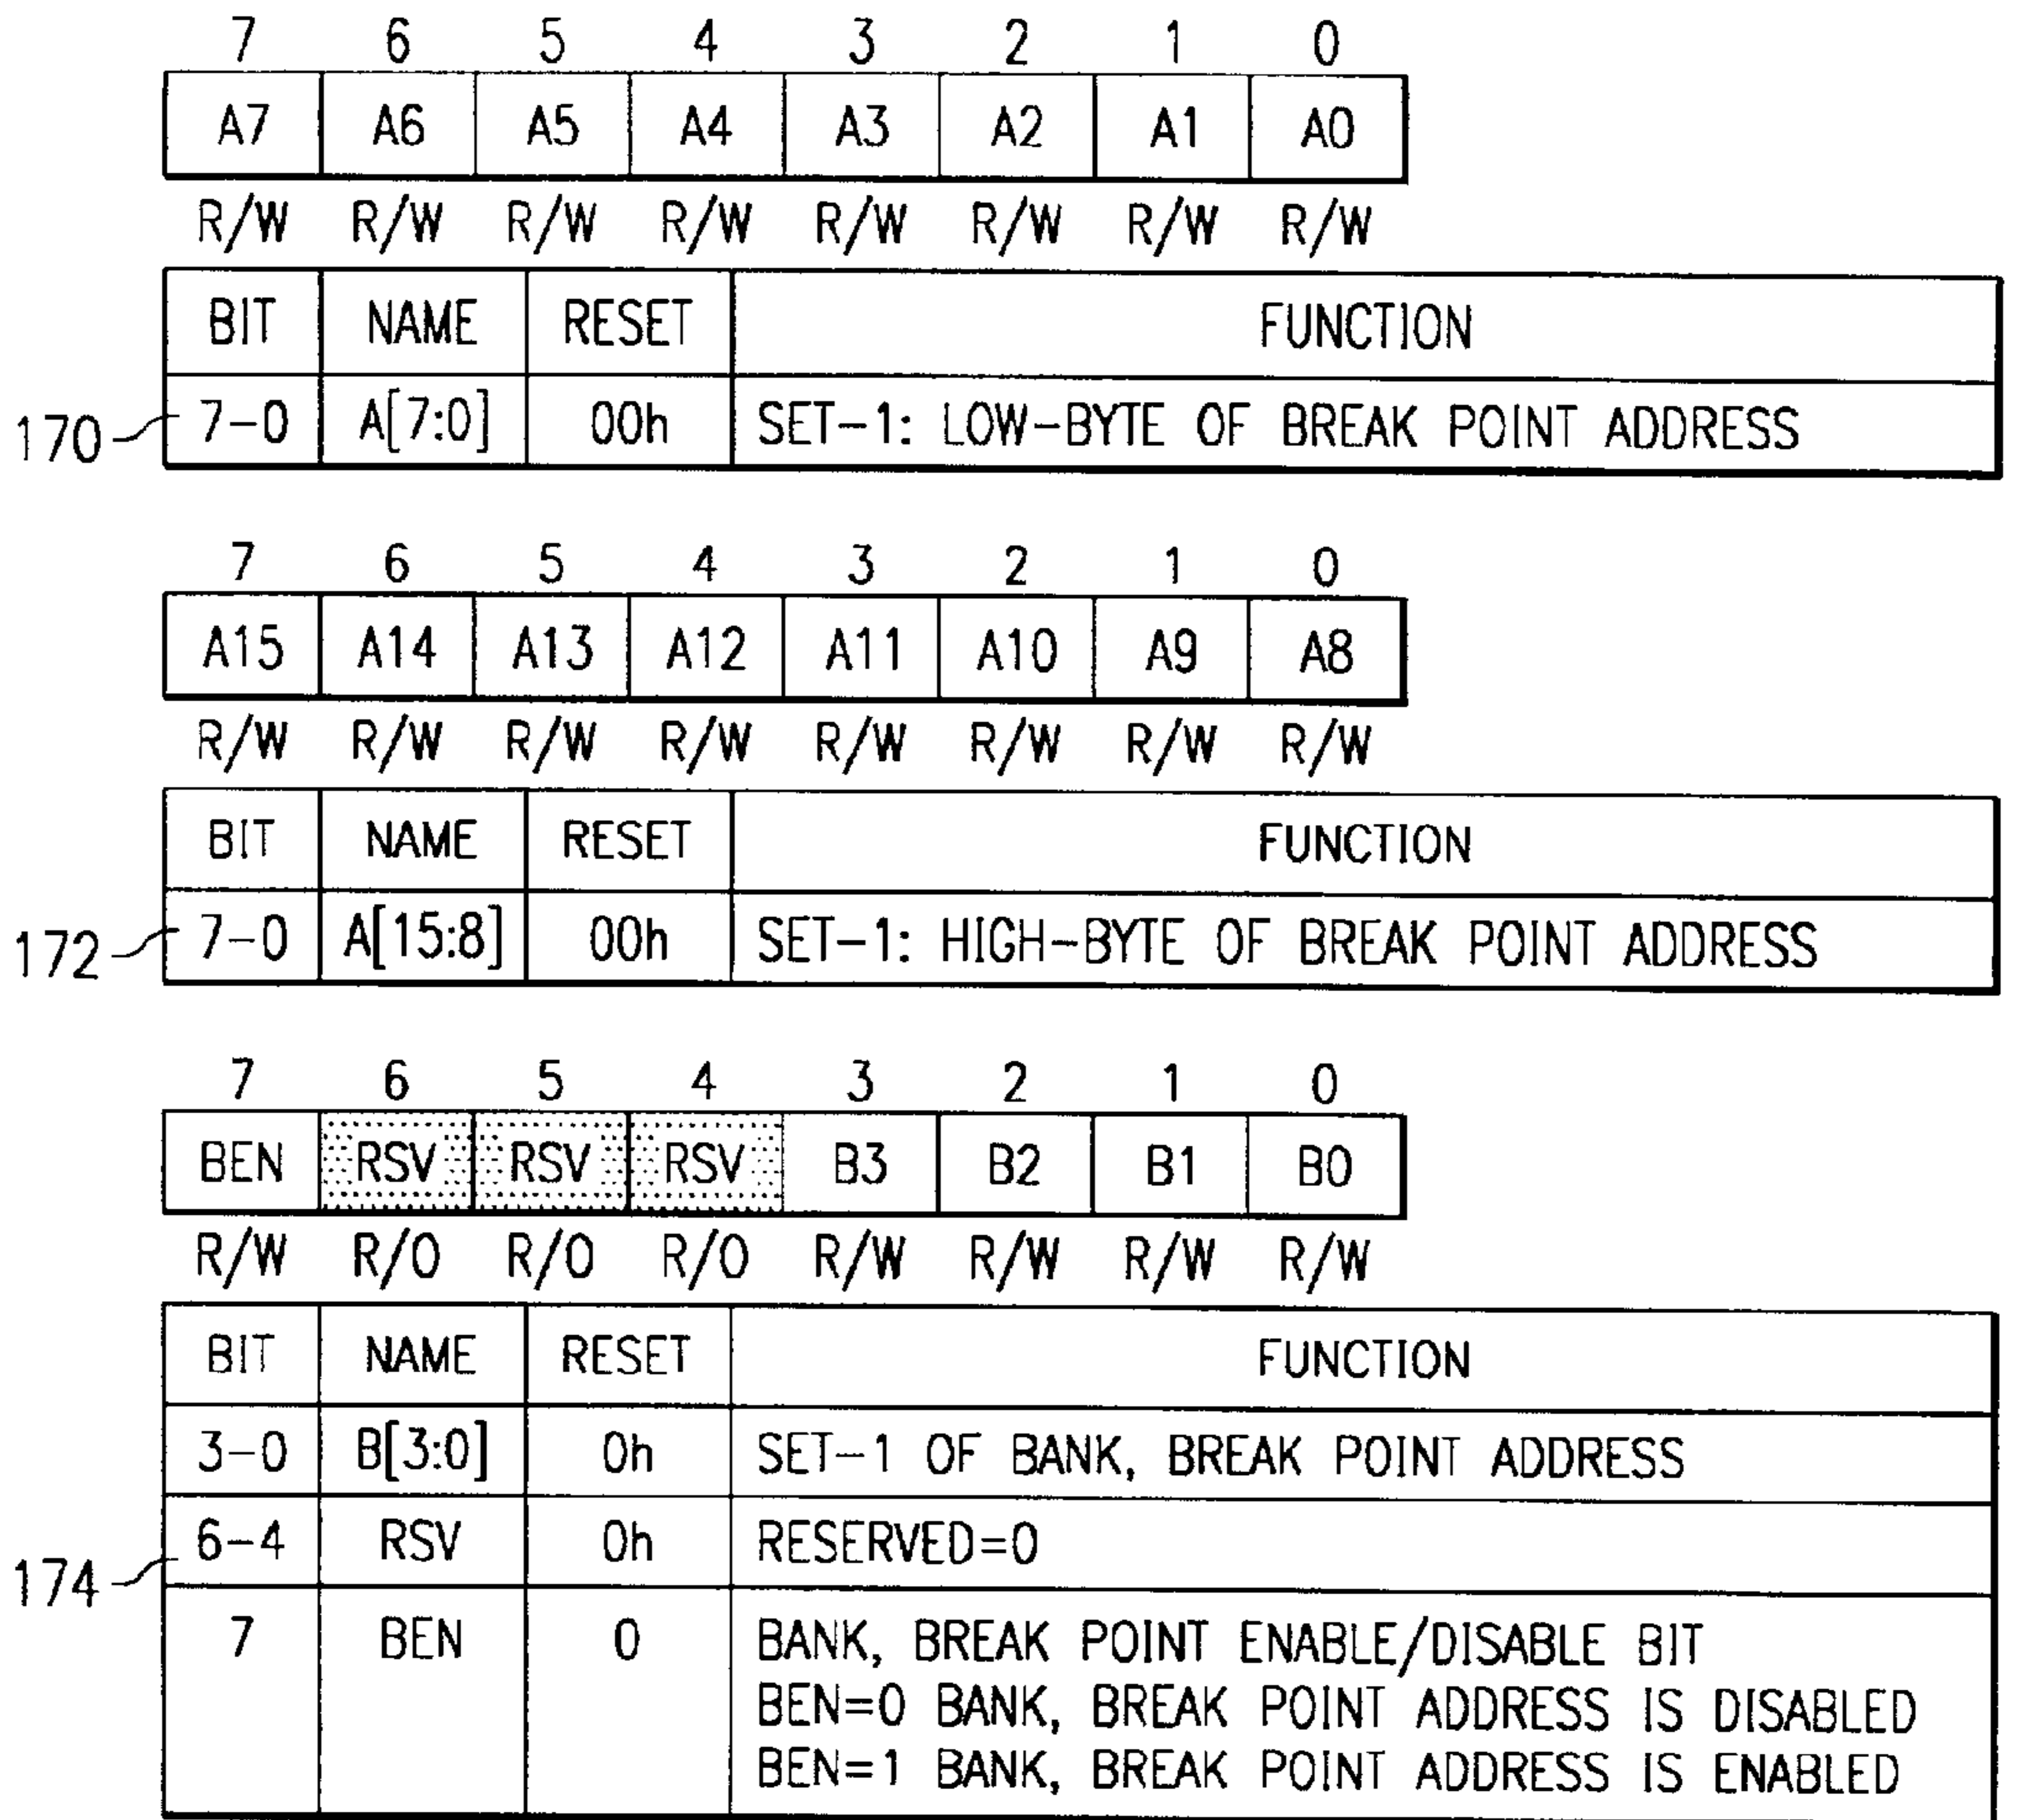 7 6 5 4 3 2 1 0
A7 A6 A5 A4 A3 A2 A1 A0
R/W R/W R/W R/W R/W R/W R/W R/W
BIT NAME RESET FUNCTION
170 7-0 A[7:0] 00h SET-1: LOW-BYTE OF BREAK POINT ADDRESS
7 6 5 4 3 2 1 0
A15 A14 A13 A12 A11 A10 A9 A8
R/W R/W R/W R/W R/W R/W R/W R/W
BIT NAME RESET FUNCTION
172 7-0 A[15:8] 00h SET-1: HIGH-BYTE OF BREAK POINT ADDRESS
7 6 5 4 3 2 1 0
BEN RSV RSV RSV B3 B2 B1 B0
R/W R/O R/O R/O R/W R/W R/W R/W
BIT NAME RESET FUNCTION
3-0 B[3:0] 0h SET-1 OF BANK, BREAK POINT ADDRESS
174 6-4 RSV 0h RESERVED=0
7 BEN 0 BANK, BREAK POINT ENABLE/DISABLE BIT
BEN=0 BANK, BREAK POINT ADDRESS IS DISABLED
BEN=1 BANK, BREAK POINT ADDRESS IS ENABLED